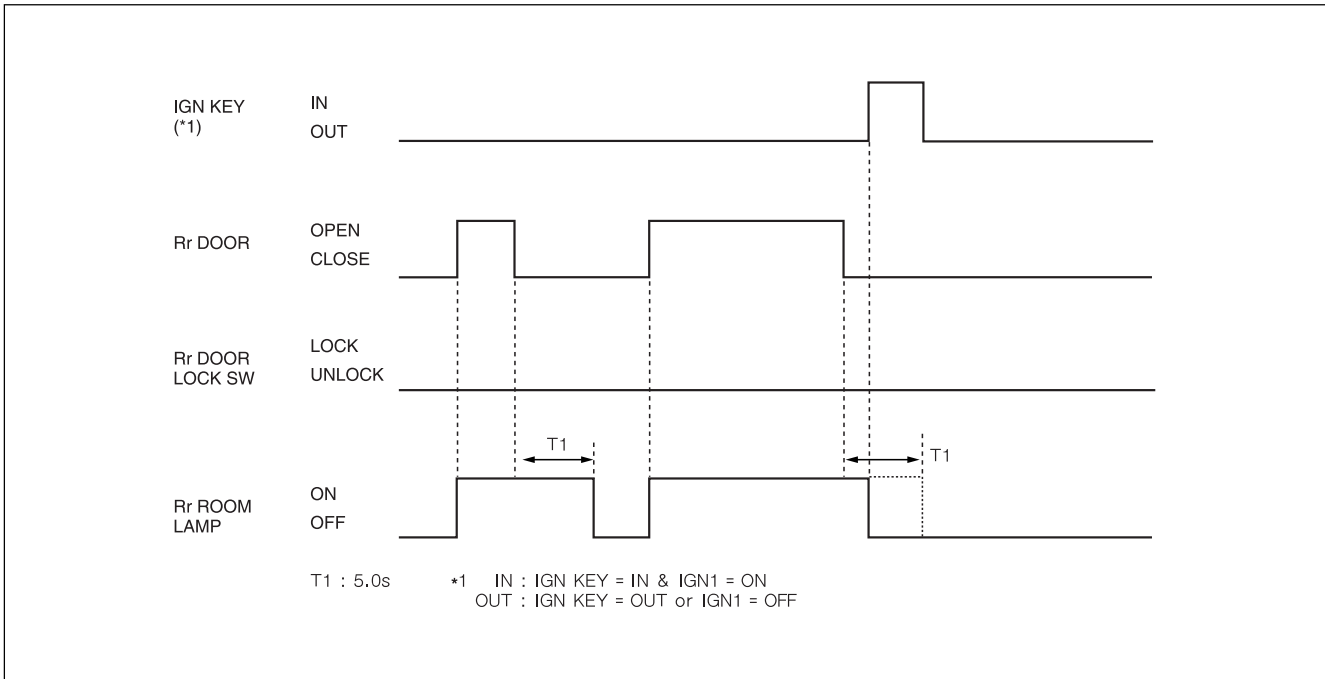 IGN KEY
(*1)
IN
OUT
Rr DOOR
OPEN
CLOSE
Rr DOOR
LOCK SW
LOCK
UNLOCK
T1
T1
Rr ROOM
LAMP
ON
OFF
T1 : 5.0s
*1 IN : IGN KEY = IN & IGN1 = ON
OUT : IGN KEY = OUT or IGN1 = OFF